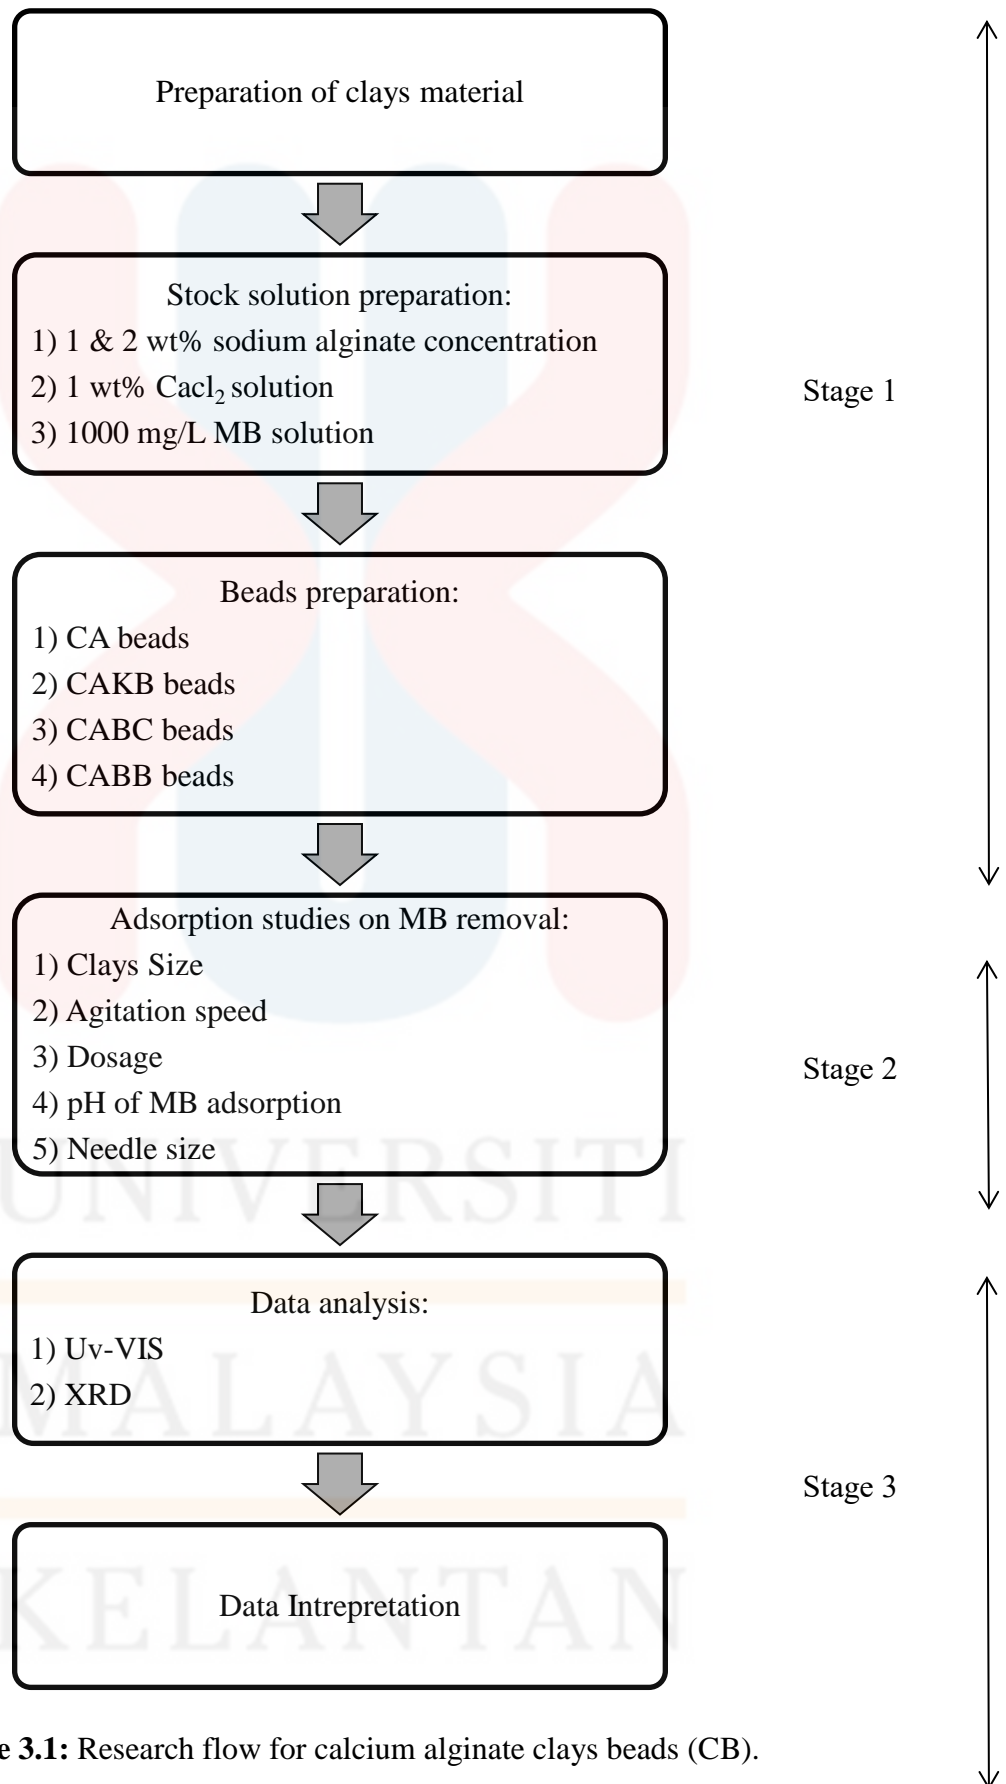 Preparation of clays material
Stock solution preparation:
1) 1 & 2 wt% sodium alginate concentration
2) 1 wt% Cacl₂ solution
3) 1000 mg/L MB solution
Stage 1
Beads preparation:
1) CA beads
2) CAKB beads
3) CABC beads
4) CABB beads
Adsorption studies on MB removal:
1) Clays Size
2) Agitation speed
3) Dosage
4) pH of MB adsorption
5) Needle size
Stage 2
UNIVERSITI
Data analysis:
1) Uv-VIS
2) XRD
MALAYSIA
Stage 3
Data Intrepretation
KELANTAN
e 3.1: Research flow for calcium alginate clays beads (CB).